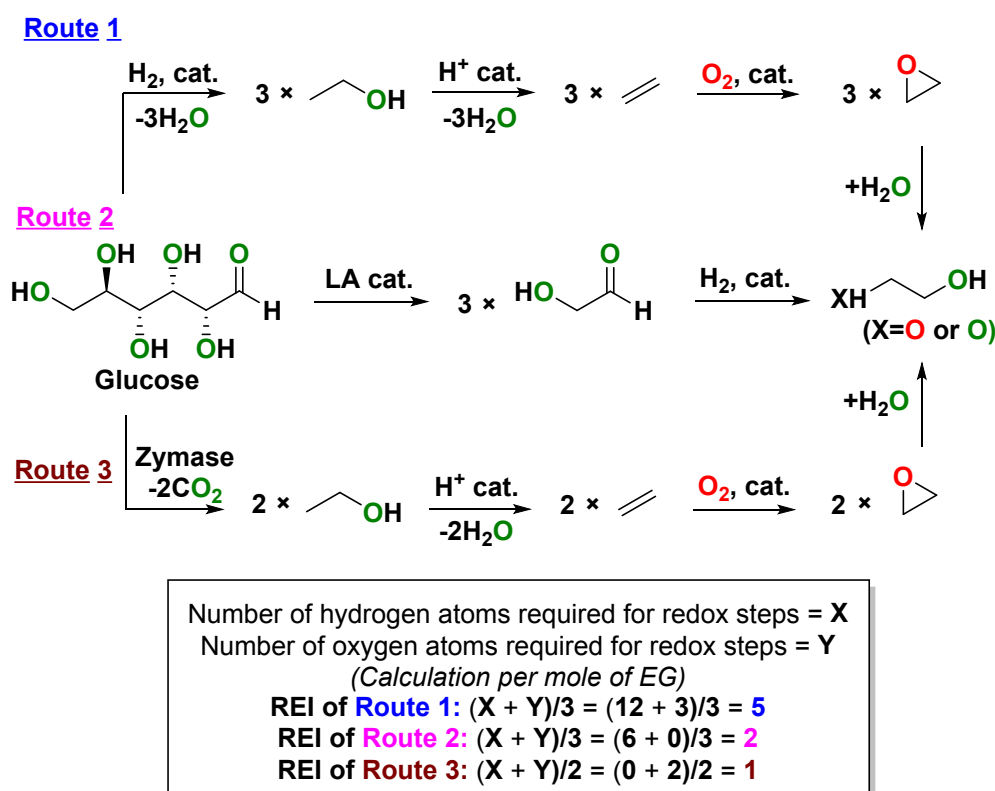 Route 1
H2, cat.
-3H2O
3 × OH
H+ cat.
-3H2O
3 ×
O2, cat.
3 × O
+H2O
Route 2
OH OH O
HO H
OH OH
Glucose
LA cat.
3 × HO O H
H2, cat.
XH OH
(X=O or O)
+H2O
Route 3
Zymase
-2CO2
2 × OH
H+ cat.
-2H2O
2 ×
O2, cat.
2 × O
Number of hydrogen atoms required for redox steps = X
Number of oxygen atoms required for redox steps = Y
(Calculation per mole of EG)
REI of Route 1: (X + Y)/3 = (12 + 3)/3 = 5
REI of Route 2: (X + Y)/3 = (6 + 0)/3 = 2
REI of Route 3: (X + Y)/2 = (0 + 2)/2 = 1